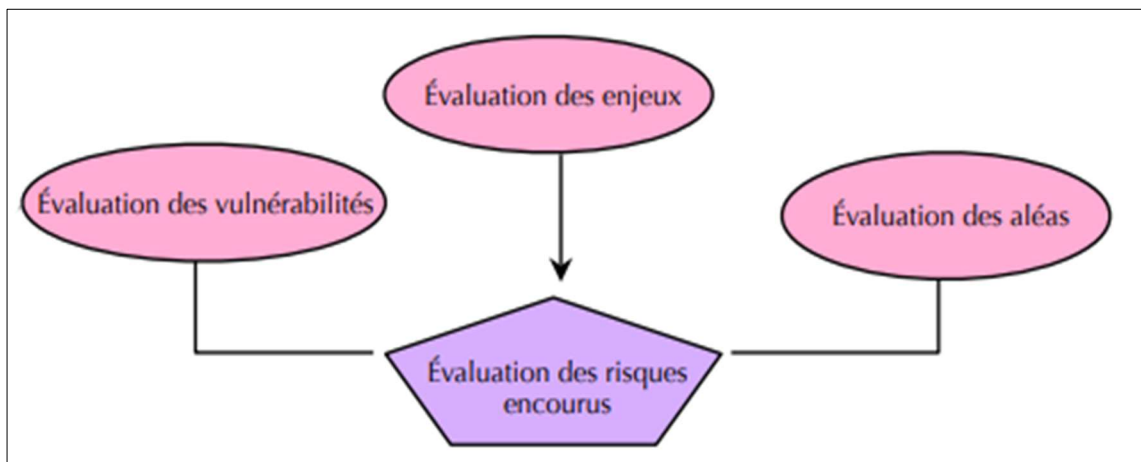 Évaluation des enjeux
Évaluation des vulnérabilités
Évaluation des aléas
Évaluation des risques
encourus